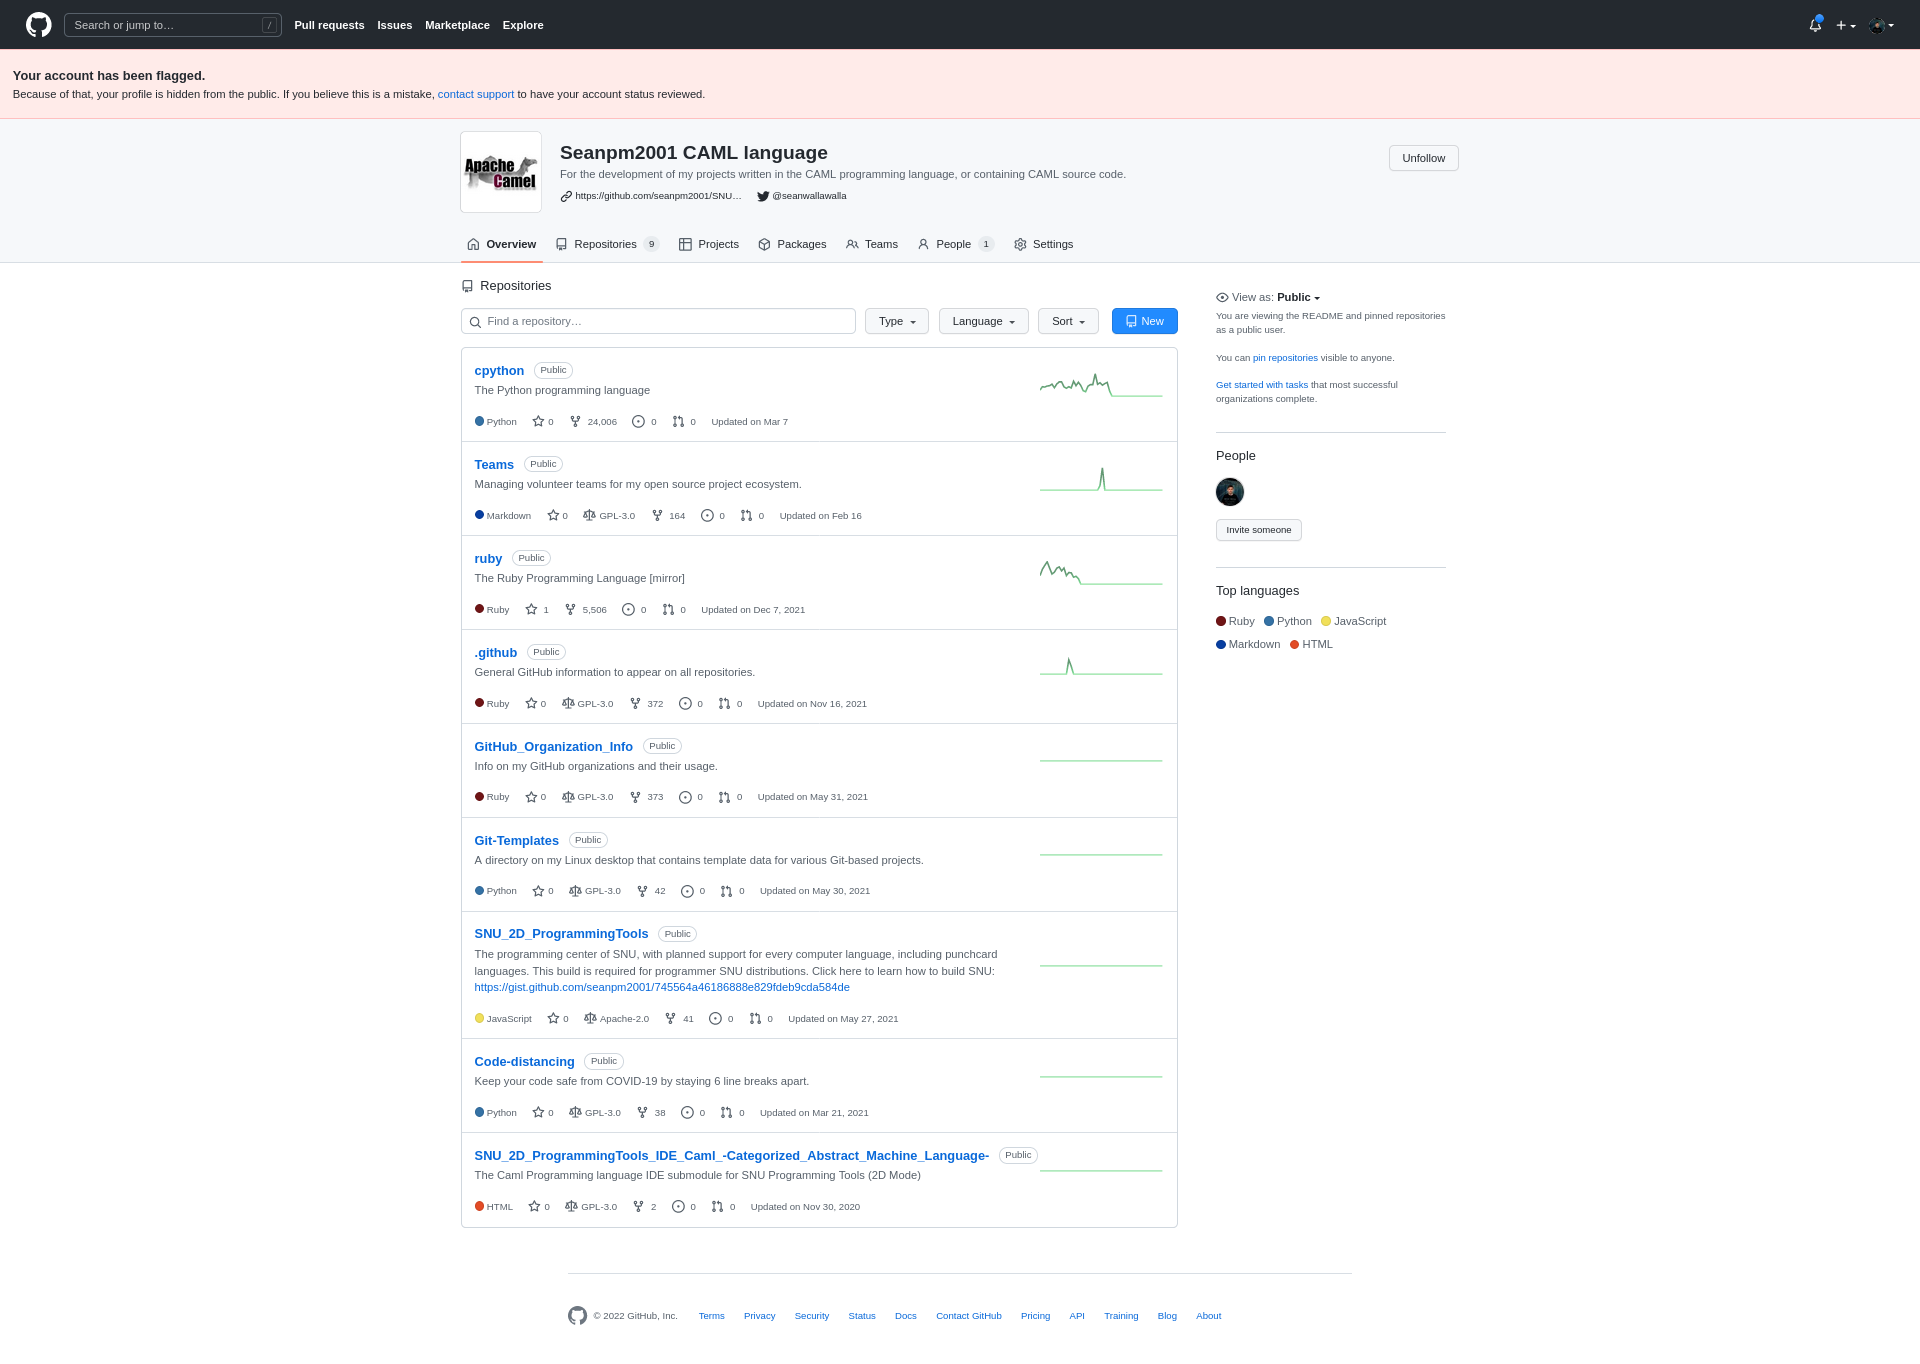 Search or jump to… /
Pull requests Issues Marketplace Explore
Your account has been flagged.
Because of that, your profile is hidden from the public. If you believe this is a mistake, contact support to have your account status reviewed.
Apache
Camel
Seanpm2001 CAML language
For the development of my projects written in the CAML programming language, or containing CAML source code.
https://github.com/seanpm2001/SNU… @seanwallawalla
Unfollow
Overview Repositories 9 Projects Packages Teams People 1 Settings
Repositories
Find a repository… Type Language Sort New
cpython Public
The Python programming language
Python 0 24,006 0 0 Updated on Mar 7
Teams Public
Managing volunteer teams for my open source project ecosystem.
Markdown 0 GPL-3.0 164 0 0 Updated on Feb 16
ruby Public
The Ruby Programming Language [mirror]
Ruby 1 5,506 0 0 Updated on Dec 7, 2021
.github Public
General GitHub information to appear on all repositories.
Ruby 0 GPL-3.0 372 0 0 Updated on Nov 16, 2021
GitHub_Organization_Info Public
Info on my GitHub organizations and their usage.
Ruby 0 GPL-3.0 373 0 0 Updated on May 31, 2021
Git-Templates Public
A directory on my Linux desktop that contains template data for various Git-based projects.
Python 0 GPL-3.0 42 0 0 Updated on May 30, 2021
SNU_2D_ProgrammingTools Public
The programming center of SNU, with planned support for every computer language, including punchcard
languages. This build is required for programmer SNU distributions. Click here to learn how to build SNU:
https://gist.github.com/seanpm2001/745564a46186888e829fdeb9cda584de
JavaScript 0 Apache-2.0 41 0 0 Updated on May 27, 2021
Code-distancing Public
Keep your code safe from COVID-19 by staying 6 line breaks apart.
Python 0 GPL-3.0 38 0 0 Updated on Mar 21, 2021
SNU_2D_ProgrammingTools_IDE_Caml_-Categorized_Abstract_Machine_Language- Public
The Caml Programming language IDE submodule for SNU Programming Tools (2D Mode)
HTML 0 GPL-3.0 2 0 0 Updated on Nov 30, 2020
View as: Public
You are viewing the README and pinned repositories
as a public user.
You can pin repositories visible to anyone.
Get started with tasks that most successful
organizations complete.
People
Invite someone
Top languages
Ruby Python JavaScript
Markdown HTML
© 2022 GitHub, Inc. Terms Privacy Security Status Docs Contact GitHub Pricing API Training Blog About